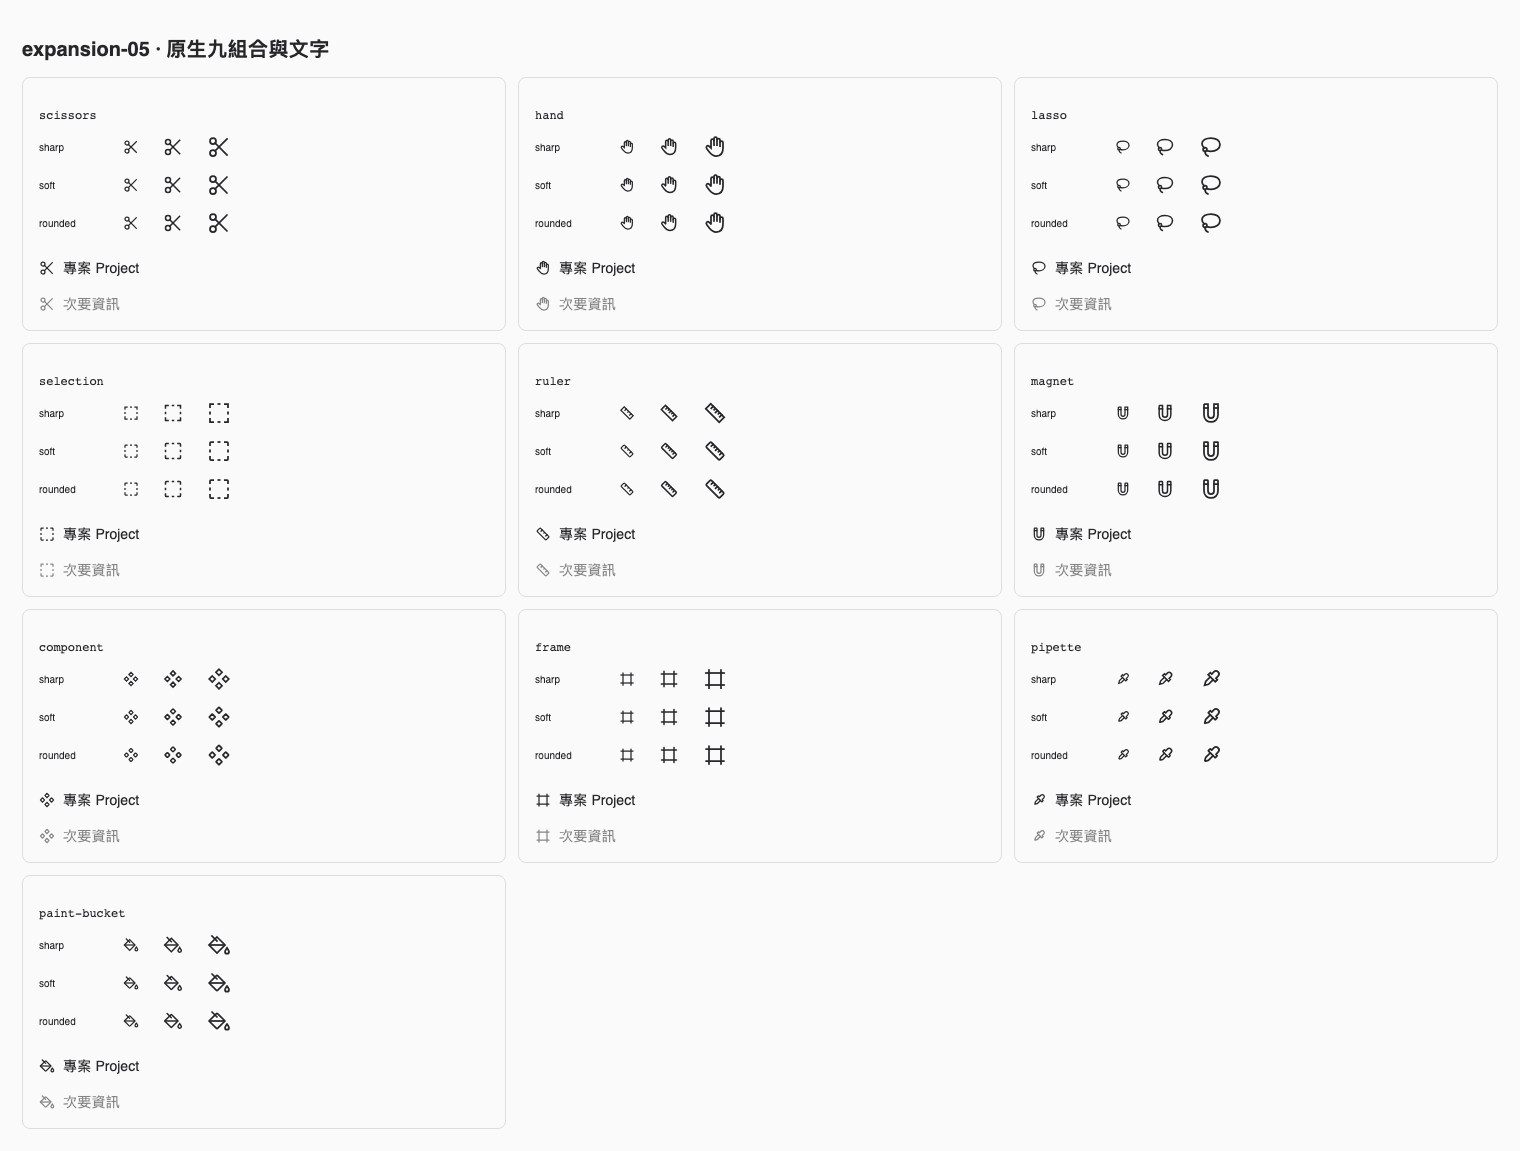 expansion-05 · 原生九組合與文字
scissors
sharp
soft
rounded
專案 Project
次要資訊
hand
sharp
soft
rounded
專案 Project
次要資訊
lasso
sharp
soft
rounded
專案 Project
次要資訊
selection
sharp
soft
rounded
專案 Project
次要資訊
ruler
sharp
soft
rounded
專案 Project
次要資訊
magnet
sharp
soft
rounded
專案 Project
次要資訊
component
sharp
soft
rounded
專案 Project
次要資訊
frame
sharp
soft
rounded
專案 Project
次要資訊
pipette
sharp
soft
rounded
專案 Project
次要資訊
paint-bucket
sharp
soft
rounded
專案 Project
次要資訊